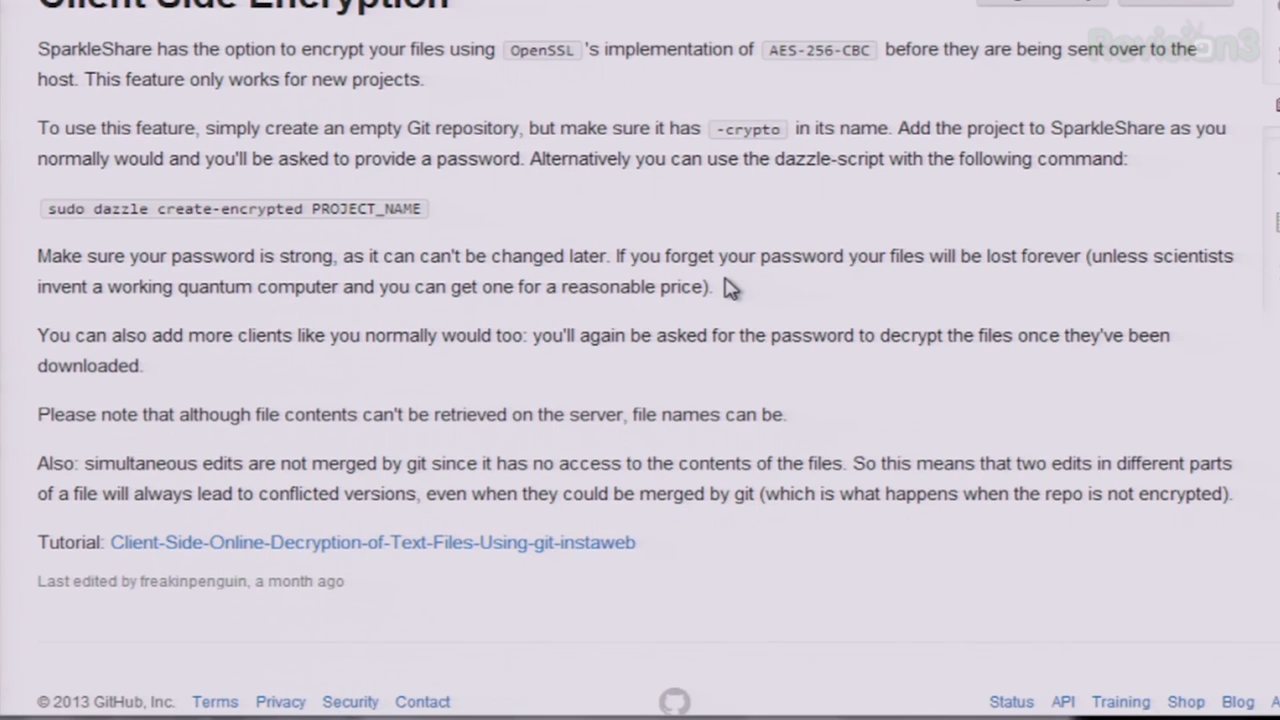 Client Side Encryption
Revision3
SparkleShare has the option to encrypt your files using OpenSSL 's implementation of AES-256-CBC before they are being sent over to the
host. This feature only works for new projects.
To use this feature, simply create an empty Git repository, but make sure it has -crypto in its name. Add the project to SparkleShare as you
normally would and you'll be asked to provide a password. Alternatively you can use the dazzle-script with the following command:
sudo dazzle create-encrypted PROJECT_NAME
Make sure your password is strong, as it can can't be changed later. If you forget your password your files will be lost forever (unless scientists
invent a working quantum computer and you can get one for a reasonable price).
You can also add more clients like you normally would too: you'll again be asked for the password to decrypt the files once they've been
downloaded.
Please note that although file contents can't be retrieved on the server, file names can be.
Also: simultaneous edits are not merged by git since it has no access to the contents of the files. So this means that two edits in different parts
of a file will always lead to conflicted versions, even when they could be merged by git (which is what happens when the repo is not encrypted).
Tutorial: Client-Side-Online-Decryption-of-Text-Files-Using-git-instaweb
Last edited by freakinpenguin, a month ago
© 2013 GitHub, Inc. Terms Privacy Security Contact Status API Training Shop Blog